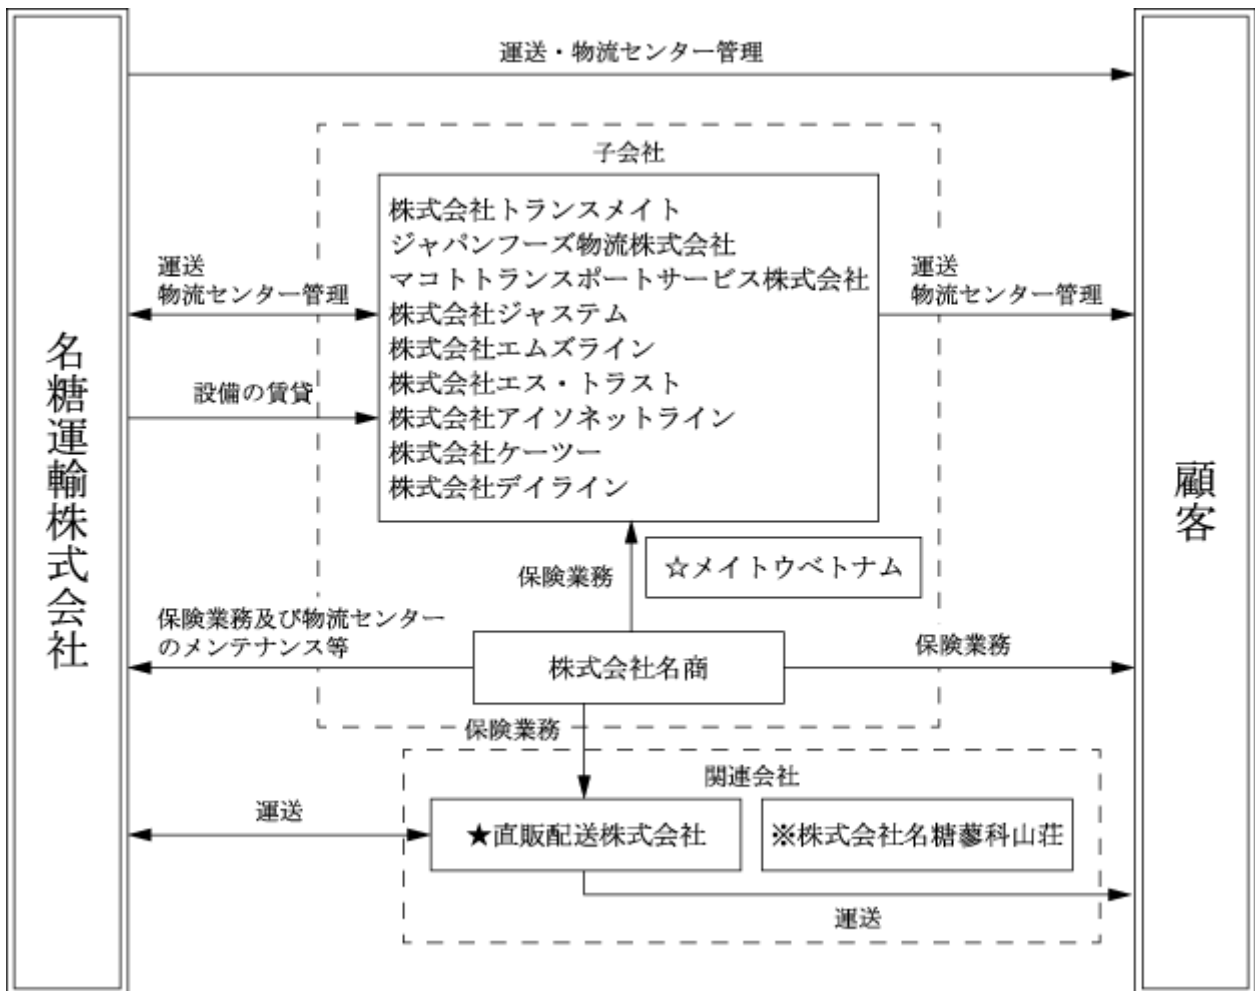 運送・物流センター管理
子会社
株式会社トランスメイト
ジャパンフーズ物流株式会社
マコトトランスポートサービス株式会社
株式会社ジャステム
株式会社エムズライン
株式会社エス・トラスト
株式会社アイソネットライン
株式会社ケーツー
株式会社デイライン
運送
物流センター管理
運送
物流センター管理
設備の賃貸
名糖運輸株式会社
顧客
☆メイトウベトナム
保険業務
保険業務及び物流センター
のメンテナンス等
株式会社名商
保険業務
保険業務
関連会社
運送
★直販配送株式会社
※株式会社名糖蓼科山荘
運送